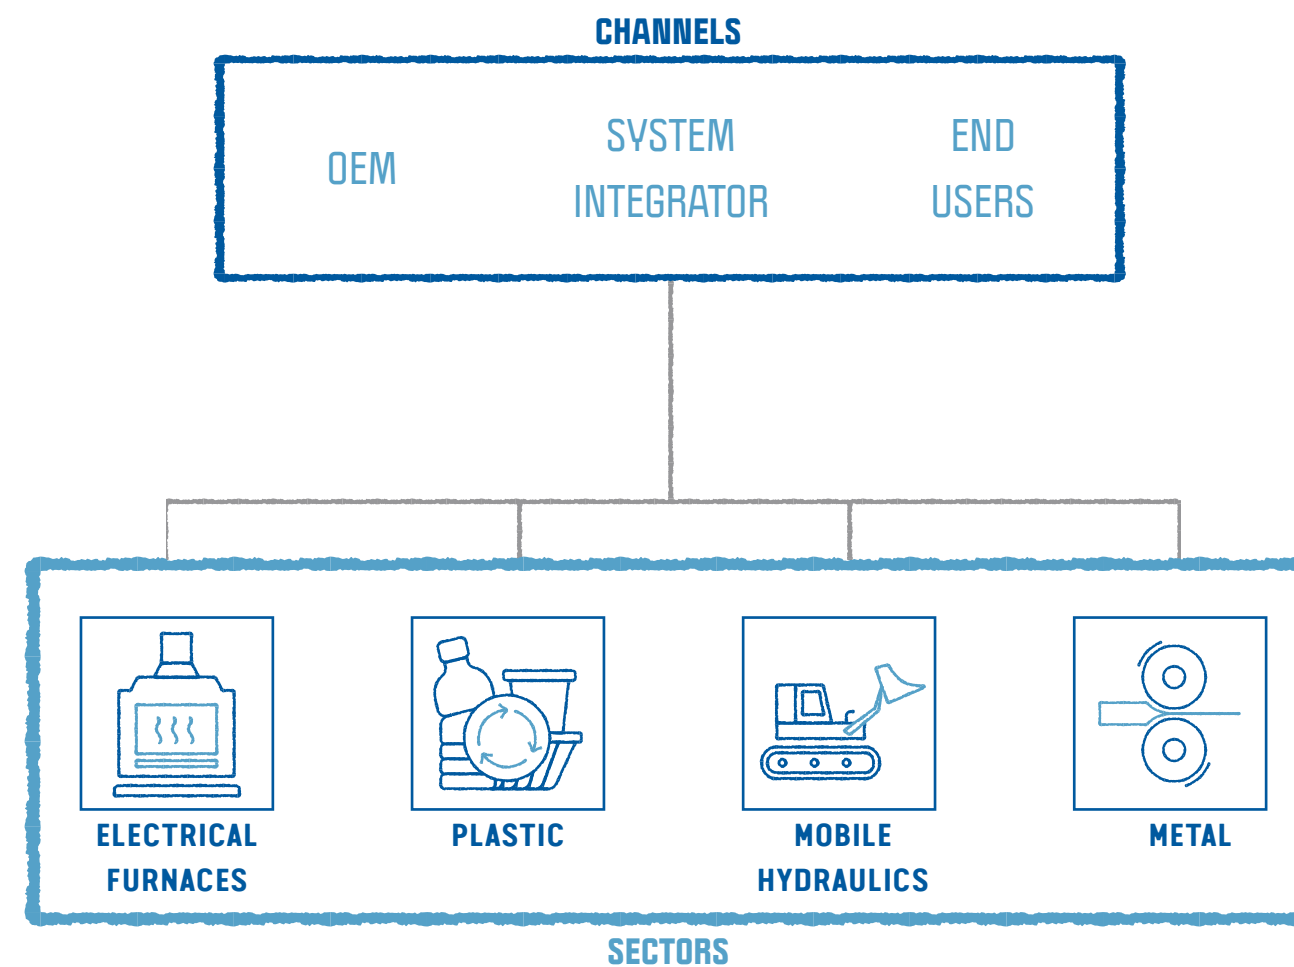 CHANNELS
OEM
SYSTEM
INTEGRATOR
END
USERS
ELECTRICAL
FURNACES
PLASTIC
MOBILE
HYDRAULICS
METAL
SECTORS